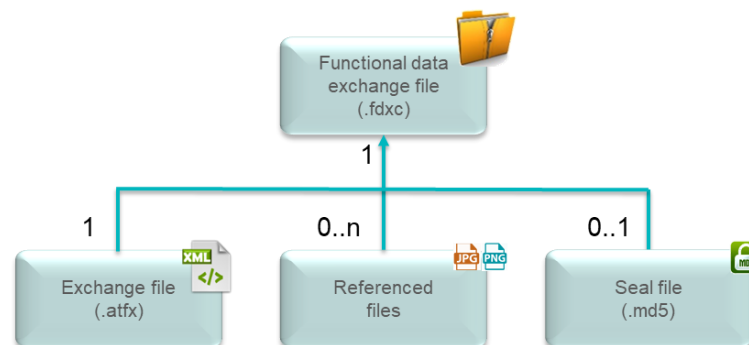 Functional data
exchange file
(.fdxc)
1
1
0..n
0..1
XML
</>
JPG PNG
MD
Exchange file
(.atfx)
Referenced
files
Seal file
(.md5)